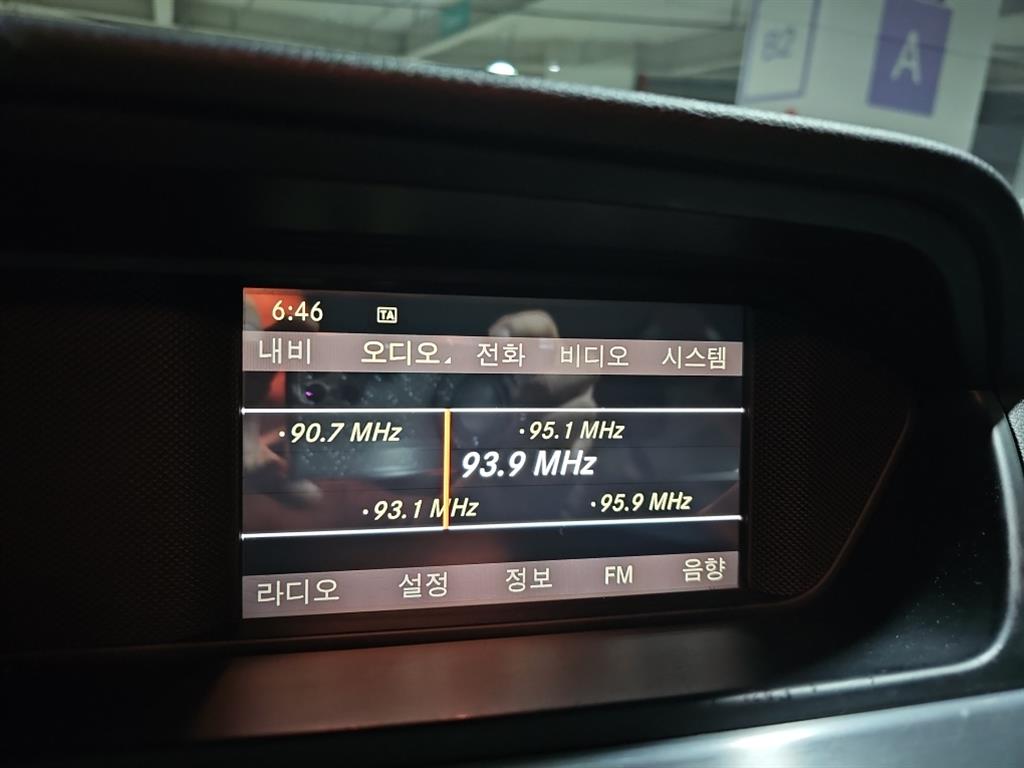 B2
A
6:46 TA
내비 오디오 전화 비디오 시스템
·90.7 MHz ·95.1 MHz
93.9 MHz
·93.1 MHz ·95.9 MHz
라디오 설정 정보 FM 음향